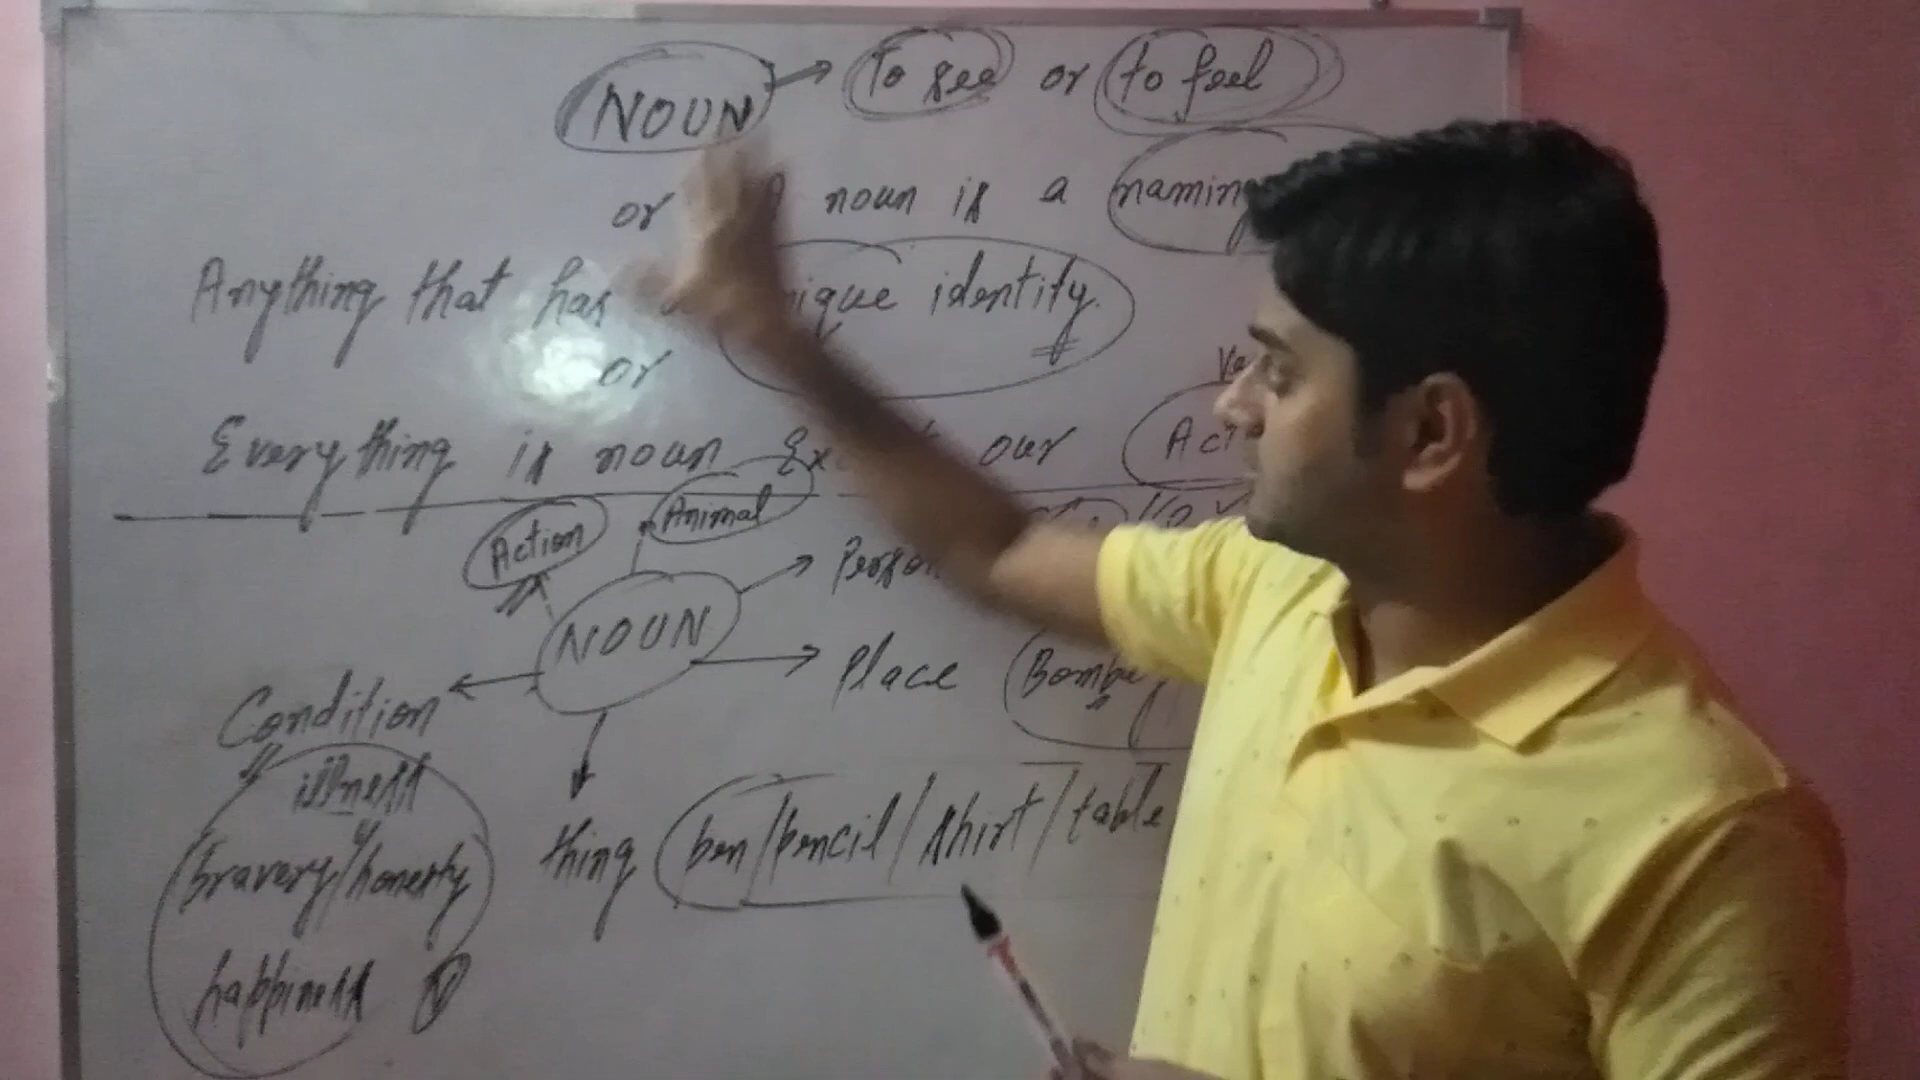 NOUN → To see or to feel
or A noun is a naming
Anything that has a unique identity.
or
Everything is noun our
Action Animal
NOUN
Person
Place Bombay
Condition
illness
bravery/honesty
happiness
thing pen/pencil/shirt/table